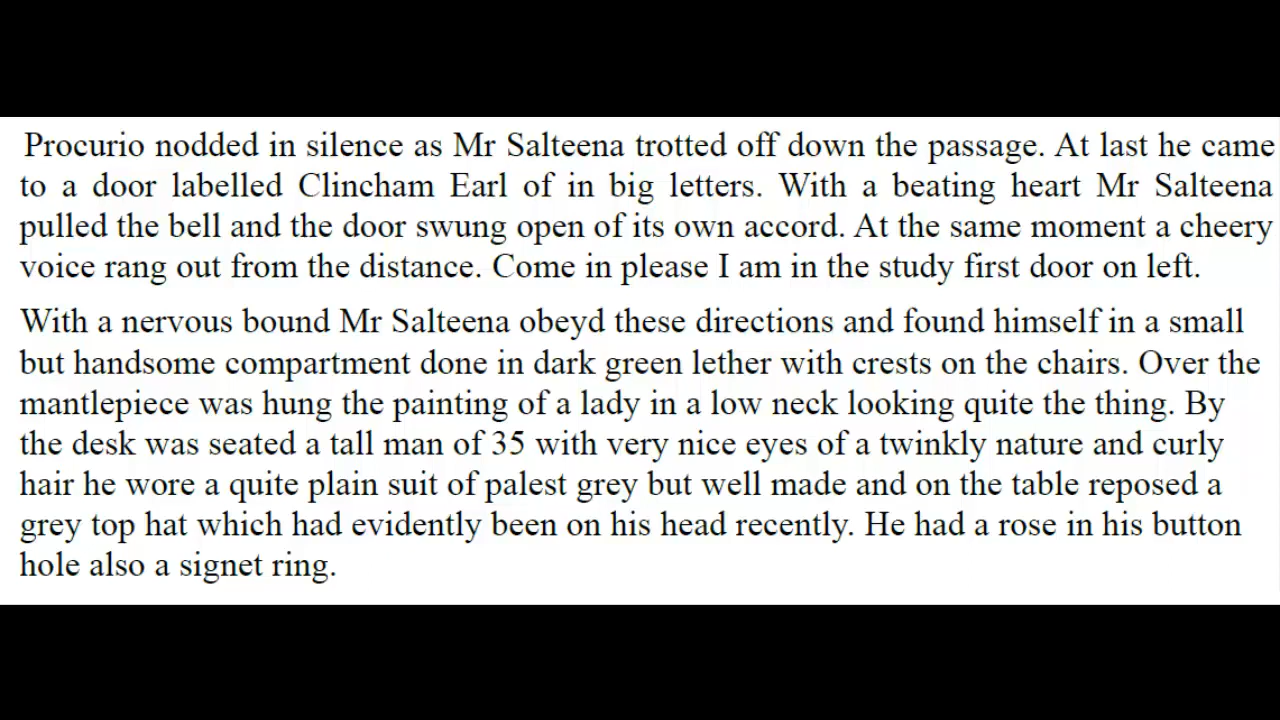 Procurio nodded in silence as Mr Salteena trotted off down the passage. At last he came
to a door labelled Clincham Earl of in big letters. With a beating heart Mr Salteena
pulled the bell and the door swung open of its own accord. At the same moment a cheery
voice rang out from the distance. Come in please I am in the study first door on left.
With a nervous bound Mr Salteena obeyd these directions and found himself in a small
but handsome compartment done in dark green lether with crests on the chairs. Over the
mantlepiece was hung the painting of a lady in a low neck looking quite the thing. By
the desk was seated a tall man of 35 with very nice eyes of a twinkly nature and curly
hair he wore a quite plain suit of palest grey but well made and on the table reposed a
grey top hat which had evidently been on his head recently. He had a rose in his button
hole also a signet ring.